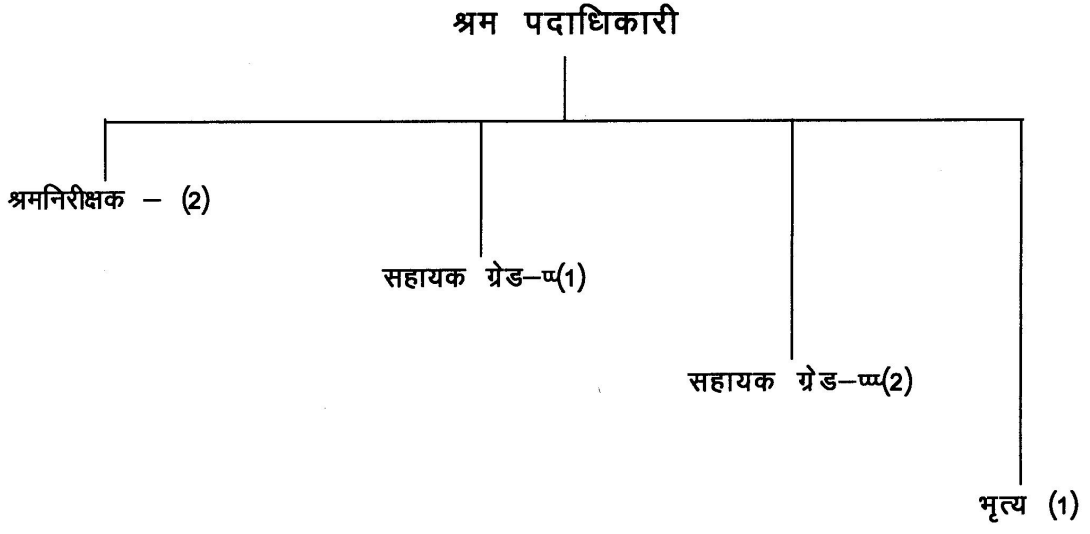 श्रम पदाधिकारी
श्रमनिरीक्षक – (2)
सहायक ग्रेड–प्प(1)
सहायक ग्रेड–प्प्प(2)
भृत्य (1)